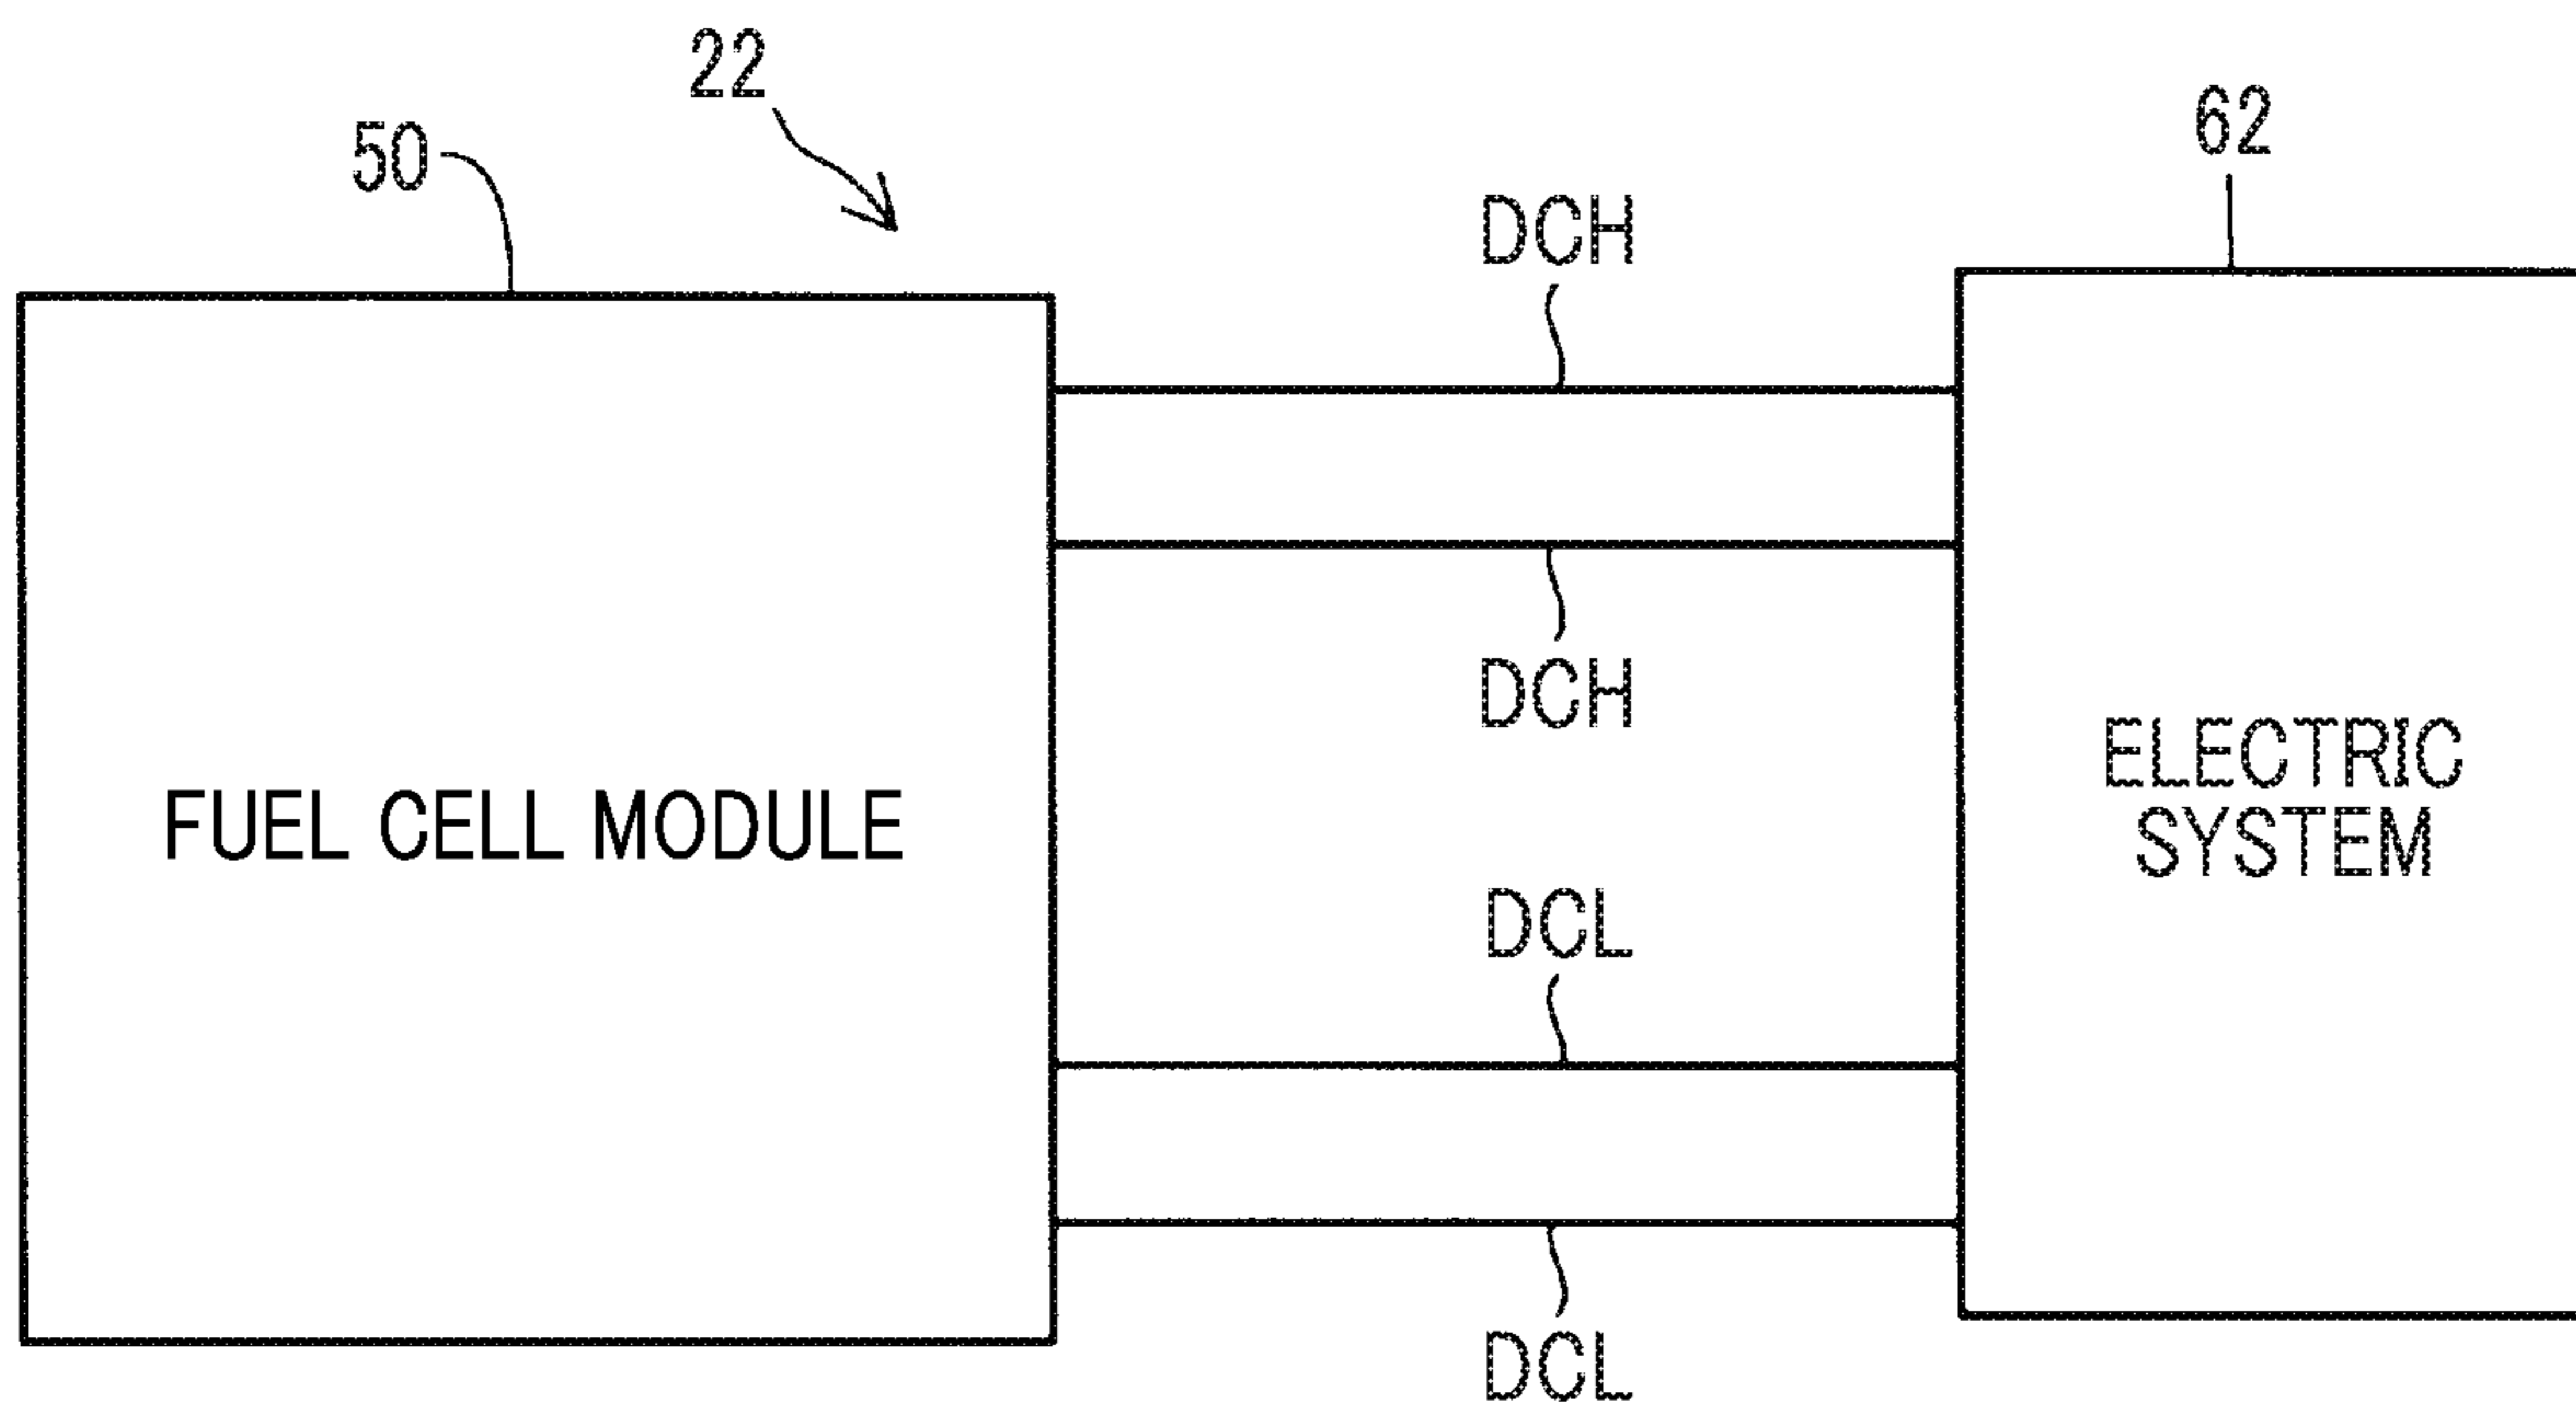 22
50
62
DCH
DCH
FUEL CELL MODULE
ELECTRIC
SYSTEM
DCL
DCL